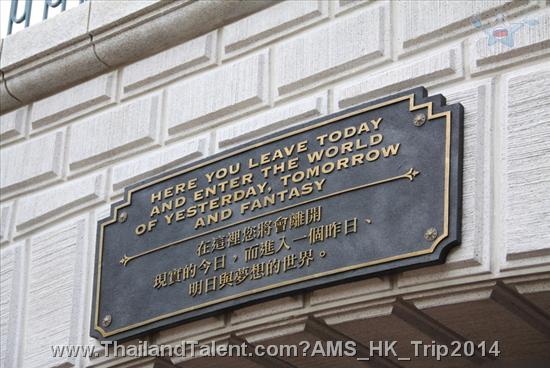 HERE YOU LEAVE TODAY
AND ENTER THE WORLD
OF YESTERDAY, TOMORROW
AND FANTASY
在這裡您將會離開
現實的今日，而進入一個昨日、
明日與夢想的世界。
www.ThailandTalent.com?AMS_HK_Trip2014